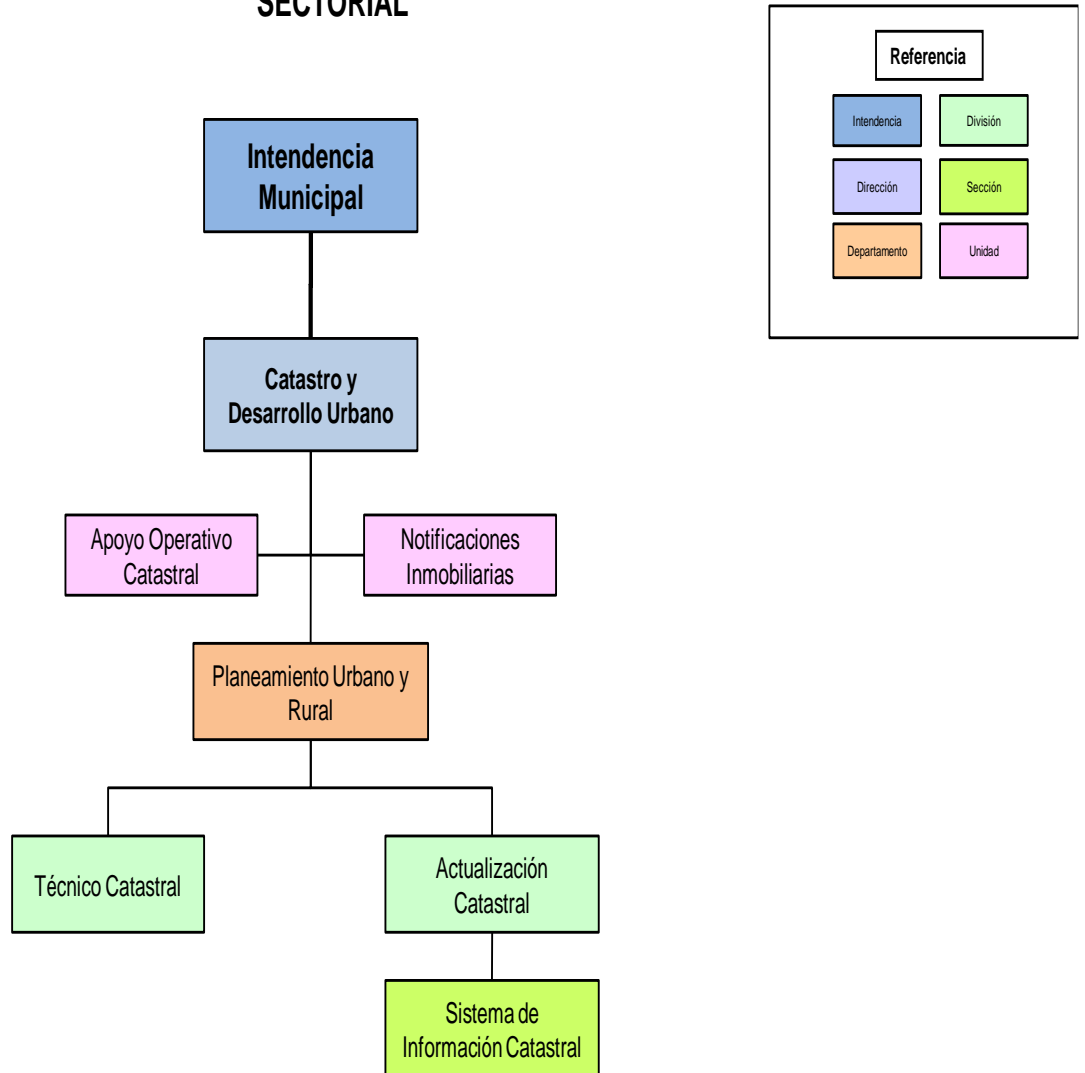 SECTORIAL
Referencia
Intendencia
División
Dirección
Sección
Departamento
Unidad
Intendencia
Municipal
Catastro y
Desarrollo Urbano
Apoyo Operativo
Catastral
Notificaciones
Inmobiliarias
Planeamiento Urbano y
Rural
Técnico Catastral
Actualización
Catastral
Sistema de
Información Catastral